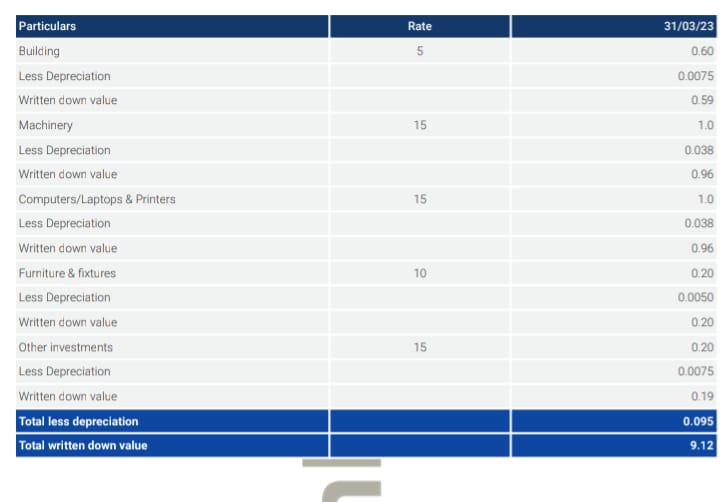 Particulars Rate 31/03/23
Building 5 0.60
Less Depreciation 0.0075
Written down value 0.59
Machinery 15 1.0
Less Depreciation 0.038
Written down value 0.96
Computers/Laptops & Printers 15 1.0
Less Depreciation 0.038
Written down value 0.96
Furniture & fixtures 10 0.20
Less Depreciation 0.0050
Written down value 0.20
Other investments 15 0.20
Less Depreciation 0.0075
Written down value 0.19
Total less depreciation 0.095
Total written down value 9.12